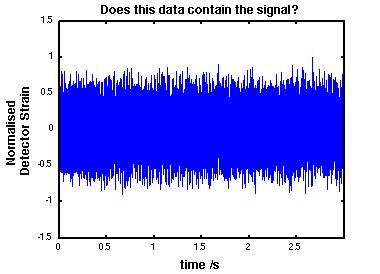 Does this data contain the signal?
1.5
1
0.5
0
-0.5
-1
-1.5
Normalised
Detector Strain
0 0.5 1 1.5 2 2.5
time /s